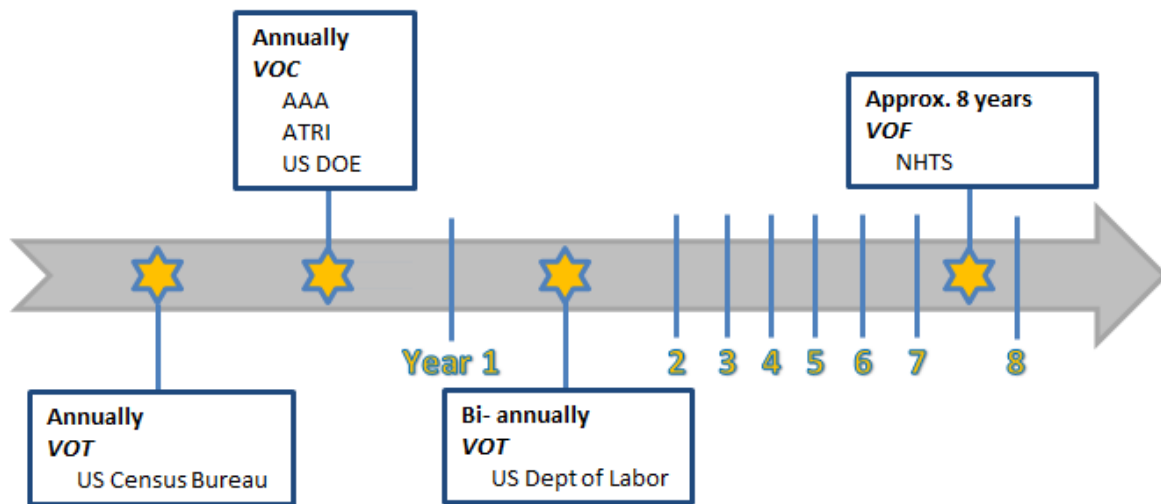 Annually
VOC
AAA
ATRI
US DOE
Approx. 8 years
VOF
NHTS
Year 1
2
3
4
5
6
7
8
Annually
VOT
US Census Bureau
Bi- annually
VOT
US Dept of Labor